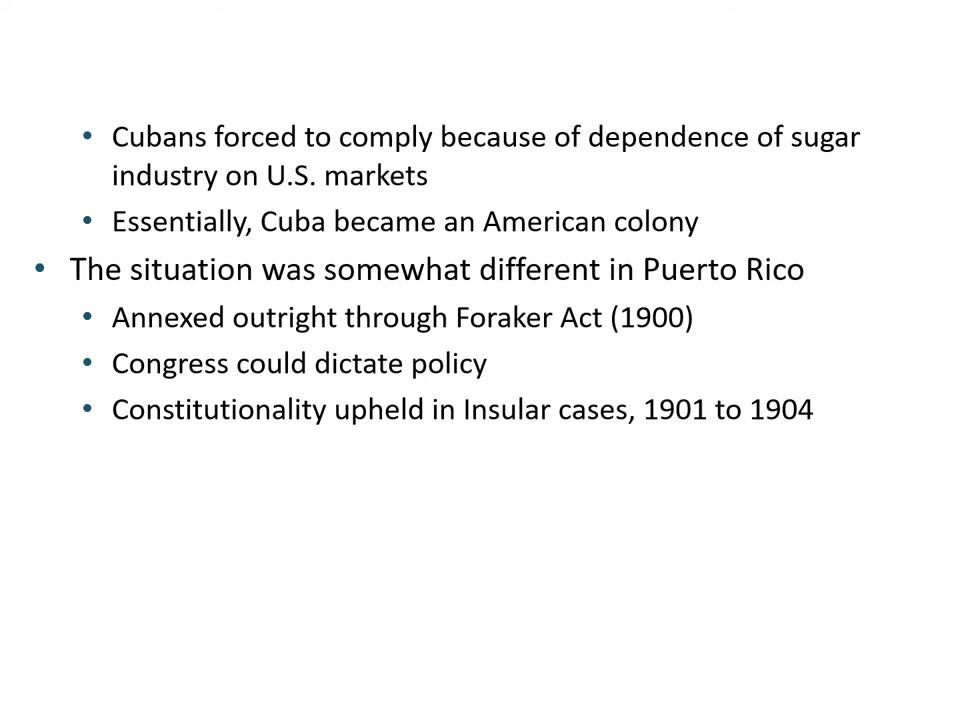 • Cubans forced to comply because of dependence of sugar
industry on U.S. markets
• Essentially, Cuba became an American colony
• The situation was somewhat different in Puerto Rico
• Annexed outright through Foraker Act (1900)
• Congress could dictate policy
• Constitutionality upheld in Insular cases, 1901 to 1904